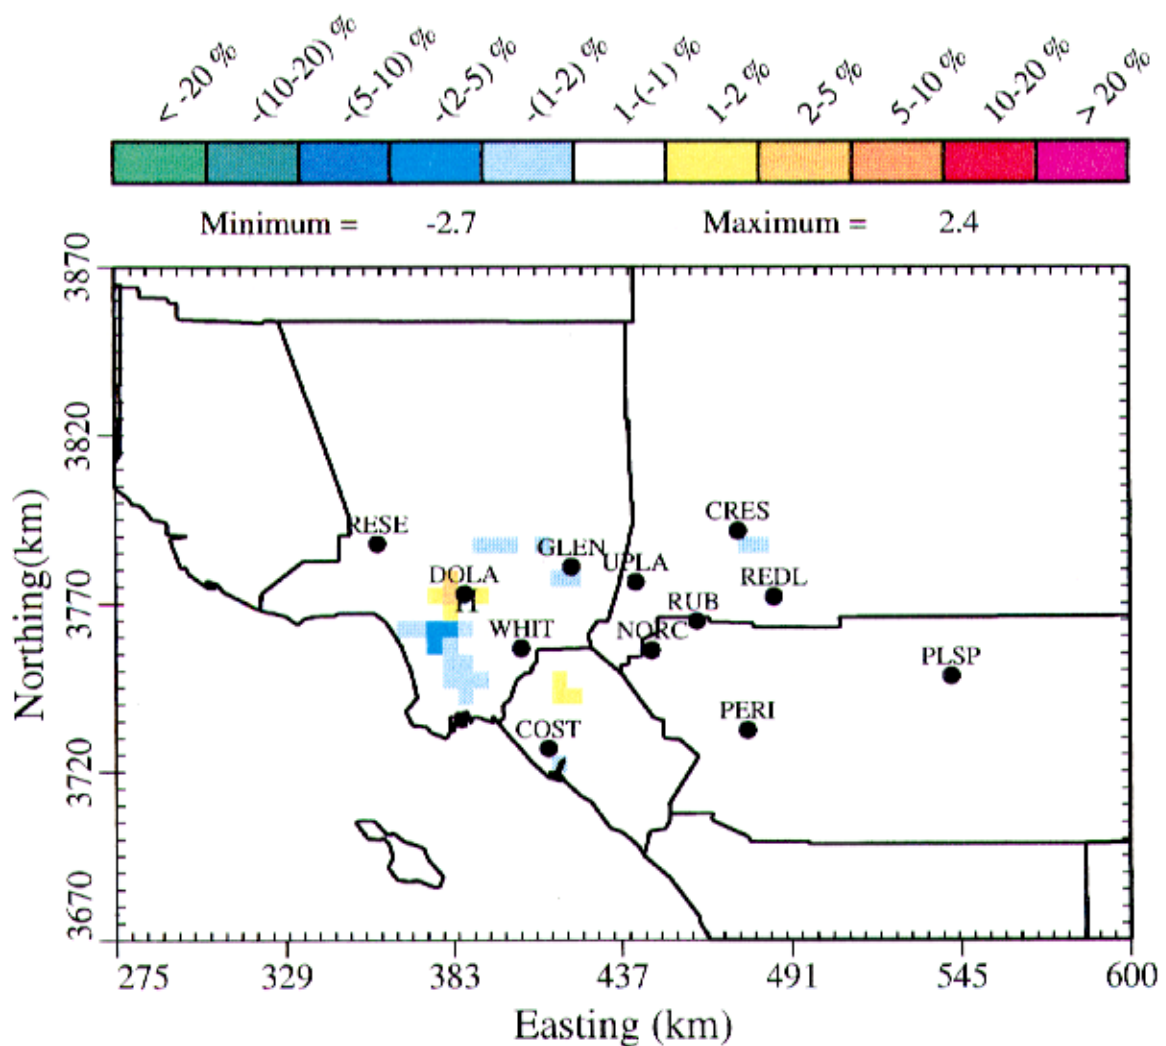 < -20 %
-(10-20) %
-(5-10) %
-(2-5) %
-(1-2) %
1-(-1) %
1-2 %
2-5 %
5-10 %
10-20 %
> 20 %
Minimum = -2.7 Maximum = 2.4
3870
3820
3770
3720
3670
Northing(km)
CRES
RESE
GLEN
UPLA
DOLA
REDL
RUB
WHIT
NORC
PLSP
PERI
COST
275 329 383 437 491 545 600
Easting (km)